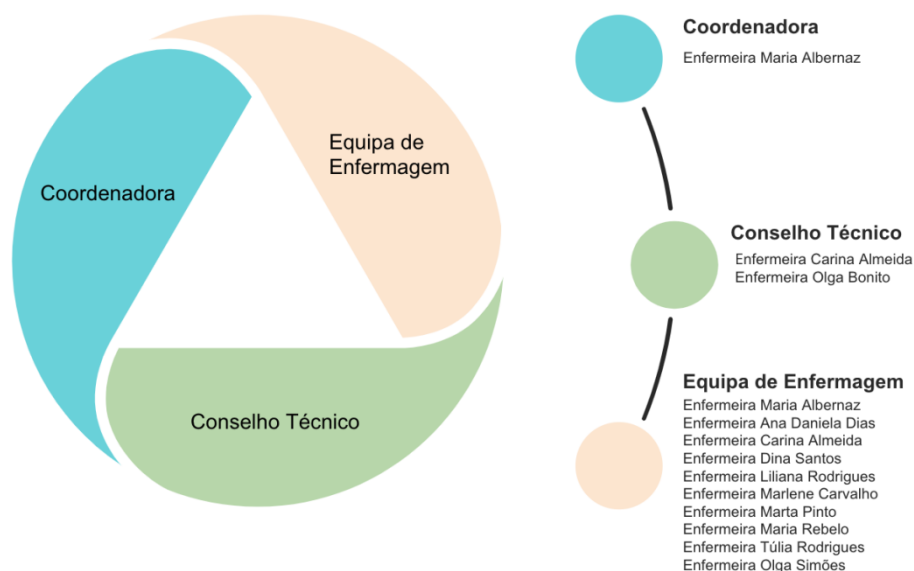 Equipa de
Enfermagem
Coordenadora
Conselho Técnico
Coordenadora
Enfermeira Maria Albernaz
Conselho Técnico
Enfermeira Carina Almeida
Enfermeira Olga Bonito
Equipa de Enfermagem
Enfermeira Maria Albernaz
Enfermeira Ana Daniela Dias
Enfermeira Carina Almeida
Enfermeira Dina Santos
Enfermeira Liliana Rodrigues
Enfermeira Marlene Carvalho
Enfermeira Marta Pinto
Enfermeira Maria Rebelo
Enfermeira Túlia Rodrigues
Enfermeira Olga Simões